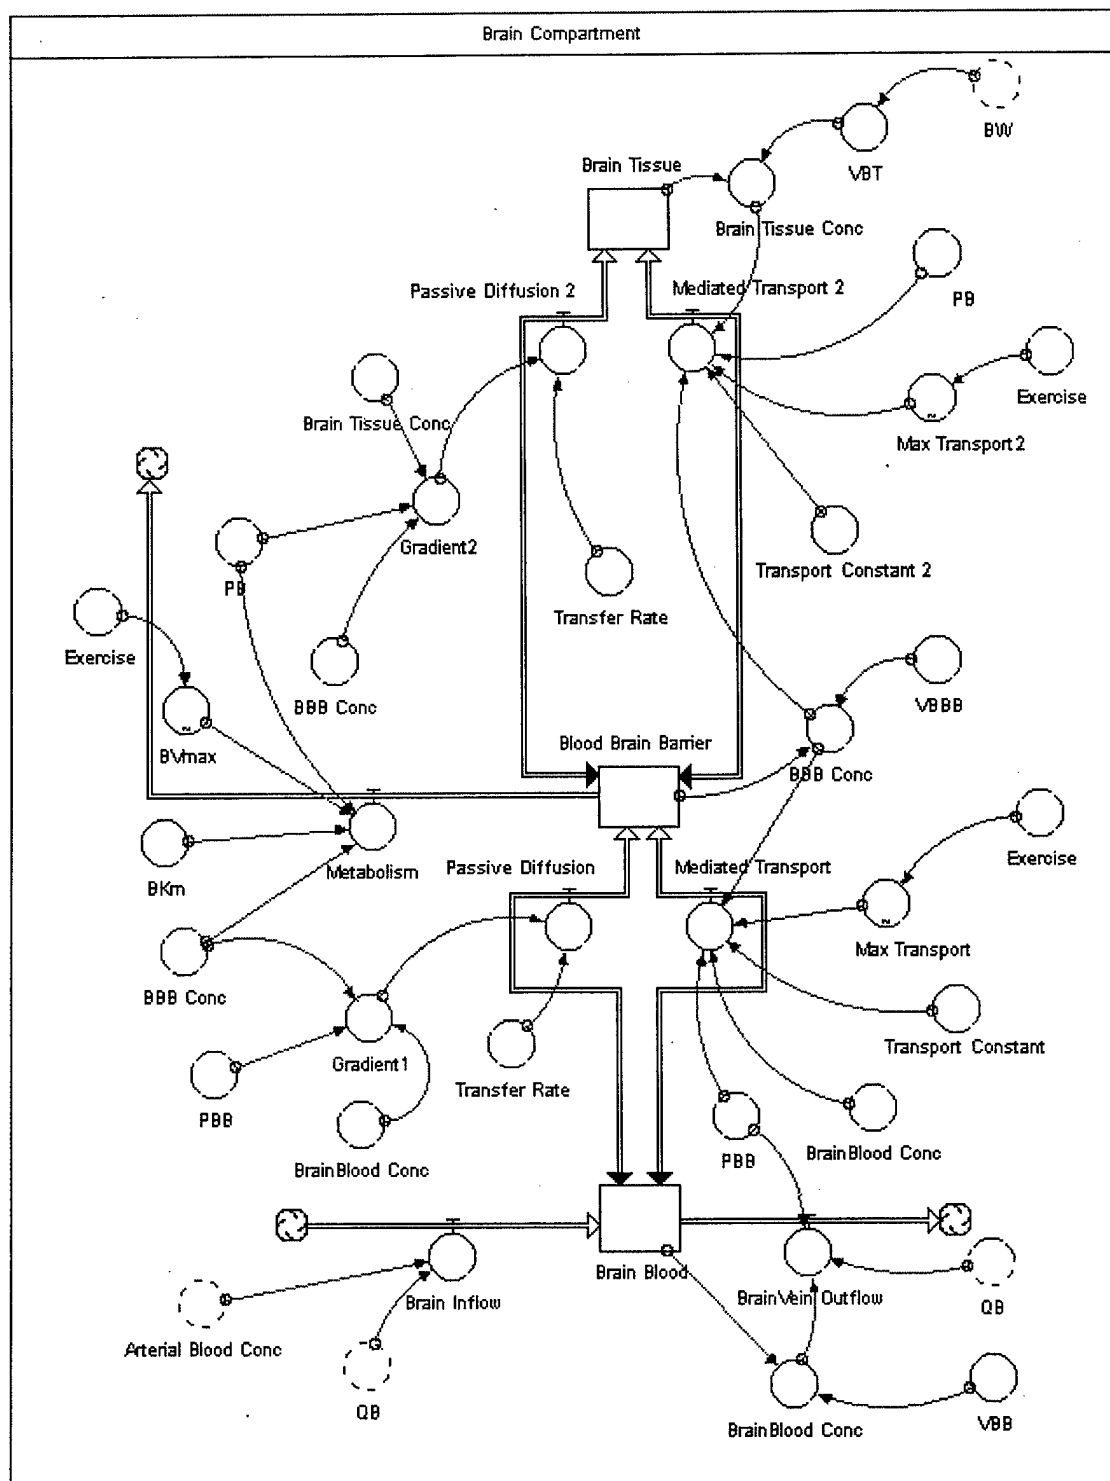 Brain Compartment
BW
VBT
Brain Tissue
Brain Tissue Conc
Passive Diffusion 2
Mediated Transport 2
PB
Exercise
Brain Tissue Conc
Max Transport2
Gradient2
Transport Constant 2
PB
Transfer Rate
Exercise
BBB Conc
VBBB
BVmax
Blood Brain Barrier
BBB Conc
Exercise
Metabolism
Passive Diffusion
Mediated Transport
BKm
Max Transport
BBB Conc
Transport Constant
Gradient1
Transfer Rate
PBB
BrainBlood Conc
PBB
BrainBlood Conc
Brain Blood
Brain Inflow
BrainVein Outflow
QB
Arterial Blood Conc
QB
BrainBlood Conc
VBB